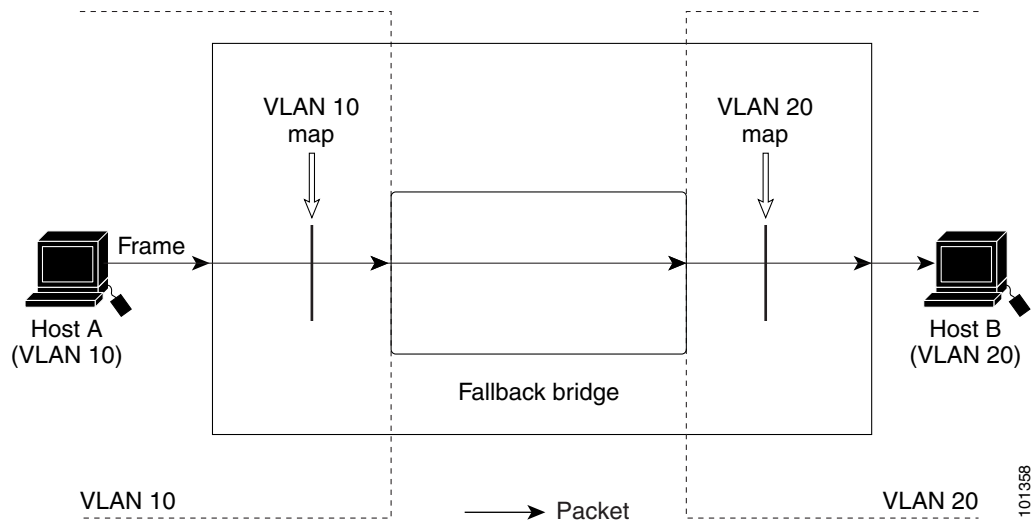 VLAN 10
map
VLAN 20
map
Frame
Host A
(VLAN 10)
Host B
(VLAN 20)
Fallback bridge
VLAN 10
Packet
VLAN 20
101358